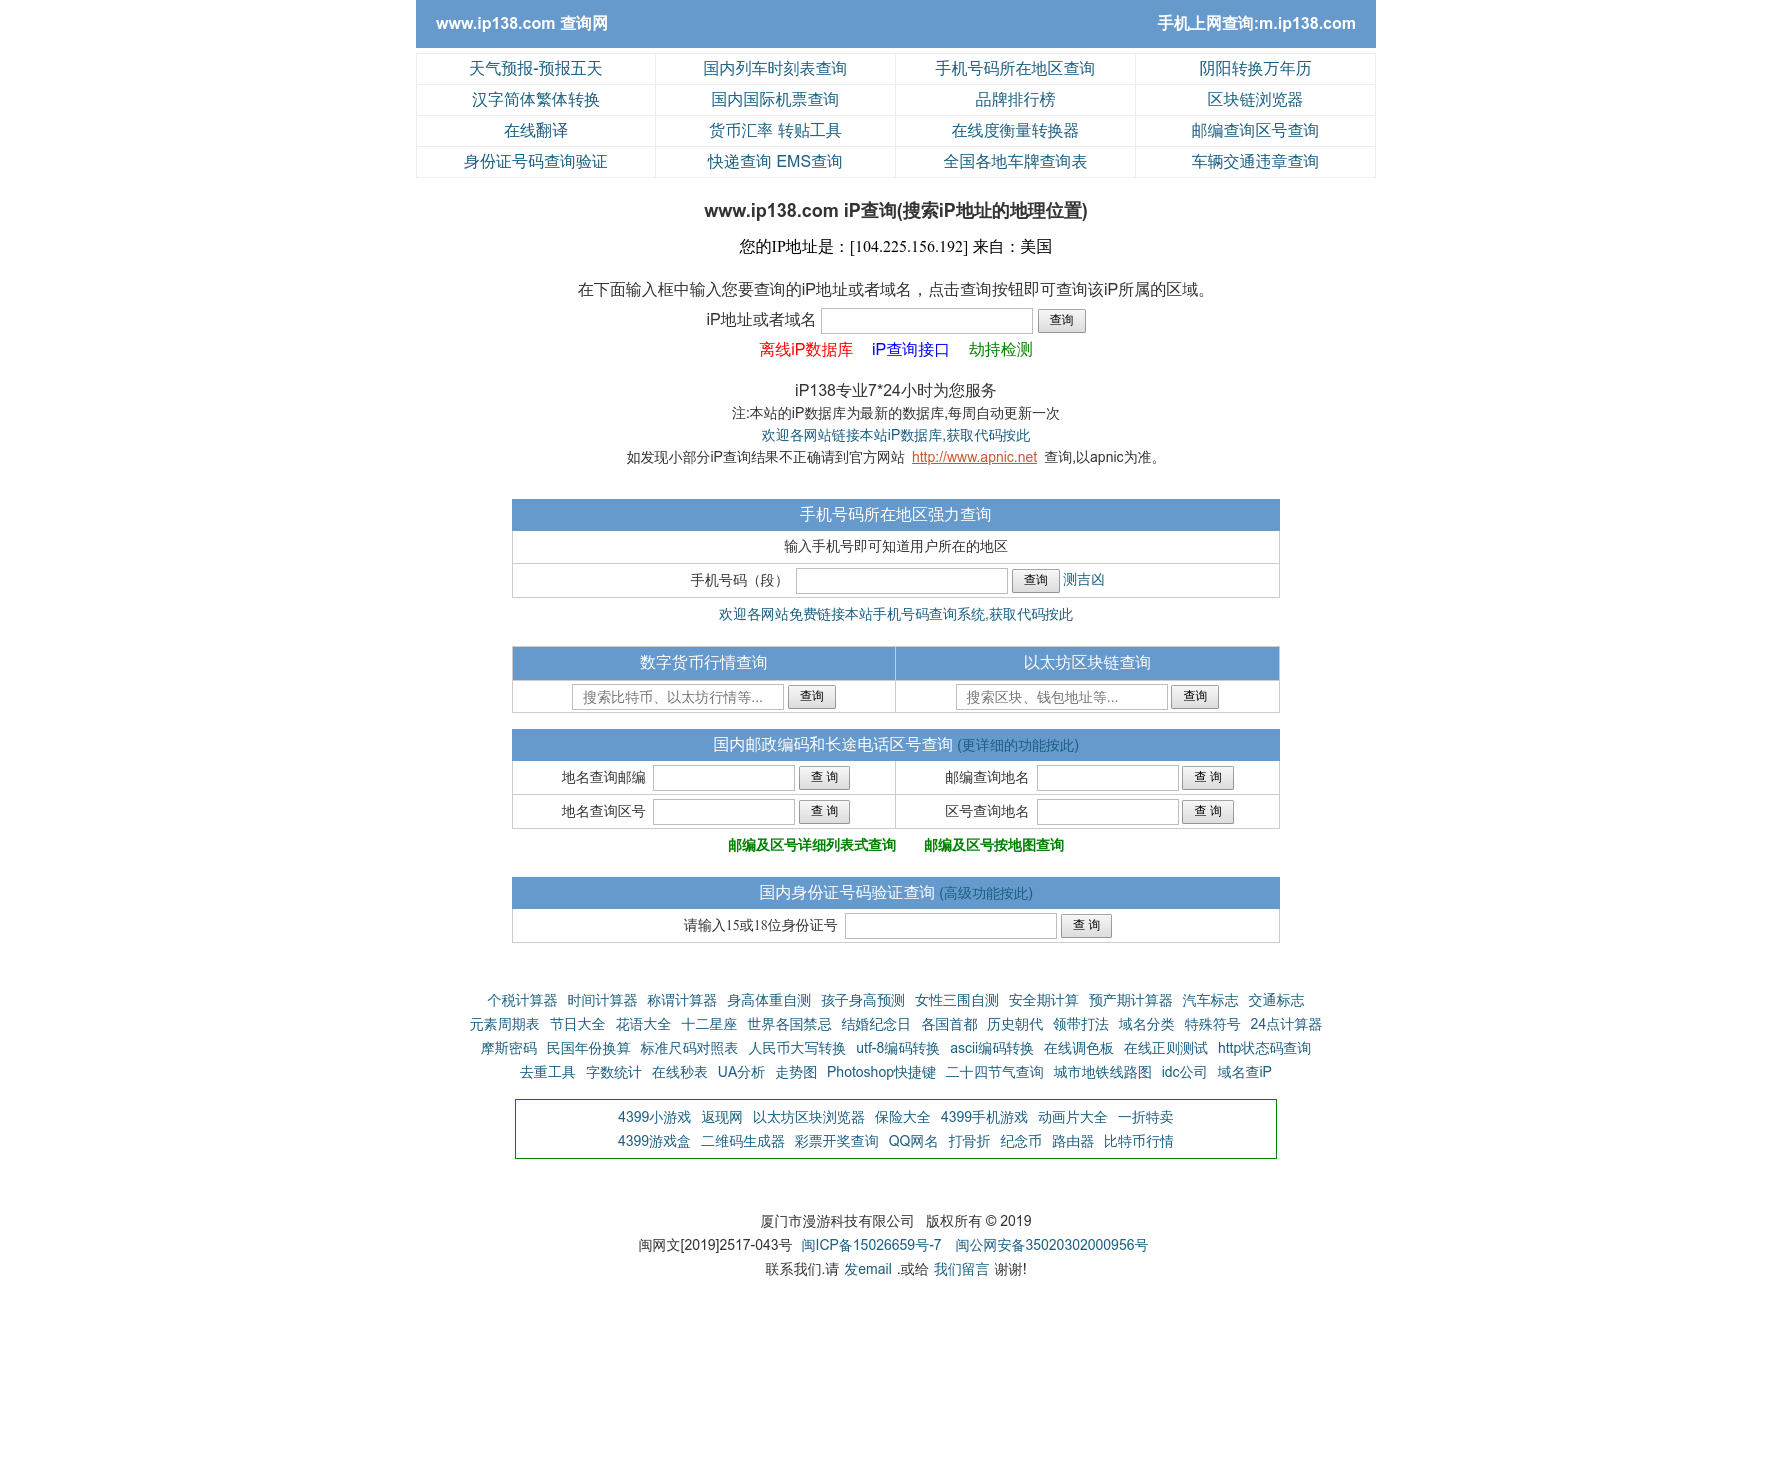 www.ip138.com 查询网 手机上网查询:m.ip138.com
天气预报-预报五天 国内列车时刻表查询 手机号码所在地区查询 阴阳转换万年历
汉字简体繁体转换 国内国际机票查询 品牌排行榜 区块链浏览器
在线翻译 货币汇率 转贴工具 在线度衡量转换器 邮编查询区号查询
身份证号码查询验证 快递查询 EMS查询 全国各地车牌查询表 车辆交通违章查询
www.ip138.com iP查询(搜索iP地址的地理位置)
您的IP地址是：[104.225.156.192] 来自：美国
在下面输入框中输入您要查询的iP地址或者域名，点击查询按钮即可查询该iP所属的区域。
iP地址或者域名 查询
离线iP数据库 iP查询接口 劫持检测
iP138专业7*24小时为您服务
注:本站的iP数据库为最新的数据库,每周自动更新一次
欢迎各网站链接本站iP数据库,获取代码按此
如发现小部分iP查询结果不正确请到官方网站 http://www.apnic.net 查询,以apnic为准。
手机号码所在地区强力查询
输入手机号即可知道用户所在的地区
手机号码（段） 查询 测吉凶
欢迎各网站免费链接本站手机号码查询系统,获取代码按此
数字货币行情查询 以太坊区块链查询
搜索比特币、以太坊行情等... 查询 搜索区块、钱包地址等... 查询
国内邮政编码和长途电话区号查询 (更详细的功能按此)
地名查询邮编 查 询 邮编查询地名 查 询
地名查询区号 查 询 区号查询地名 查 询
邮编及区号详细列表式查询 邮编及区号按地图查询
国内身份证号码验证查询 (高级功能按此)
请输入15或18位身份证号 查 询
个税计算器 时间计算器 称谓计算器 身高体重自测 孩子身高预测 女性三围自测 安全期计算 预产期计算器 汽车标志 交通标志
元素周期表 节日大全 花语大全 十二星座 世界各国禁忌 结婚纪念日 各国首都 历史朝代 领带打法 域名分类 特殊符号 24点计算器
摩斯密码 民国年份换算 标准尺码对照表 人民币大写转换 utf-8编码转换 ascii编码转换 在线调色板 在线正则测试 http状态码查询
去重工具 字数统计 在线秒表 UA分析 走势图 Photoshop快捷键 二十四节气查询 城市地铁线路图 idc公司 域名查iP
4399小游戏 返现网 以太坊区块浏览器 保险大全 4399手机游戏 动画片大全 一折特卖
4399游戏盒 二维码生成器 彩票开奖查询 QQ网名 打骨折 纪念币 路由器 比特币行情
厦门市漫游科技有限公司 版权所有 © 2019
闽网文[2019]2517-043号 闽ICP备15026659号-7 闽公网安备35020302000956号
联系我们.请 发email .或给 我们留言 谢谢!